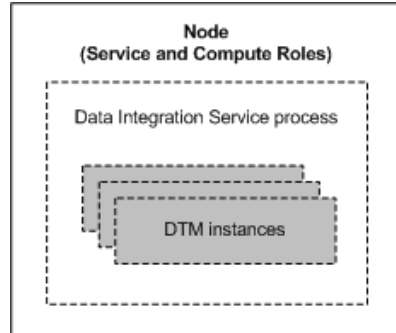 Node
(Service and Compute Roles)
Data Integration Service process
DTM instances